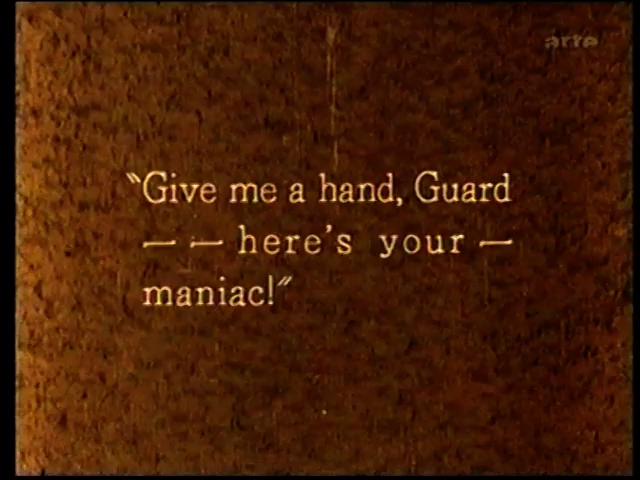 arte
"Give me a hand, Guard
— — here's your —
maniac!"